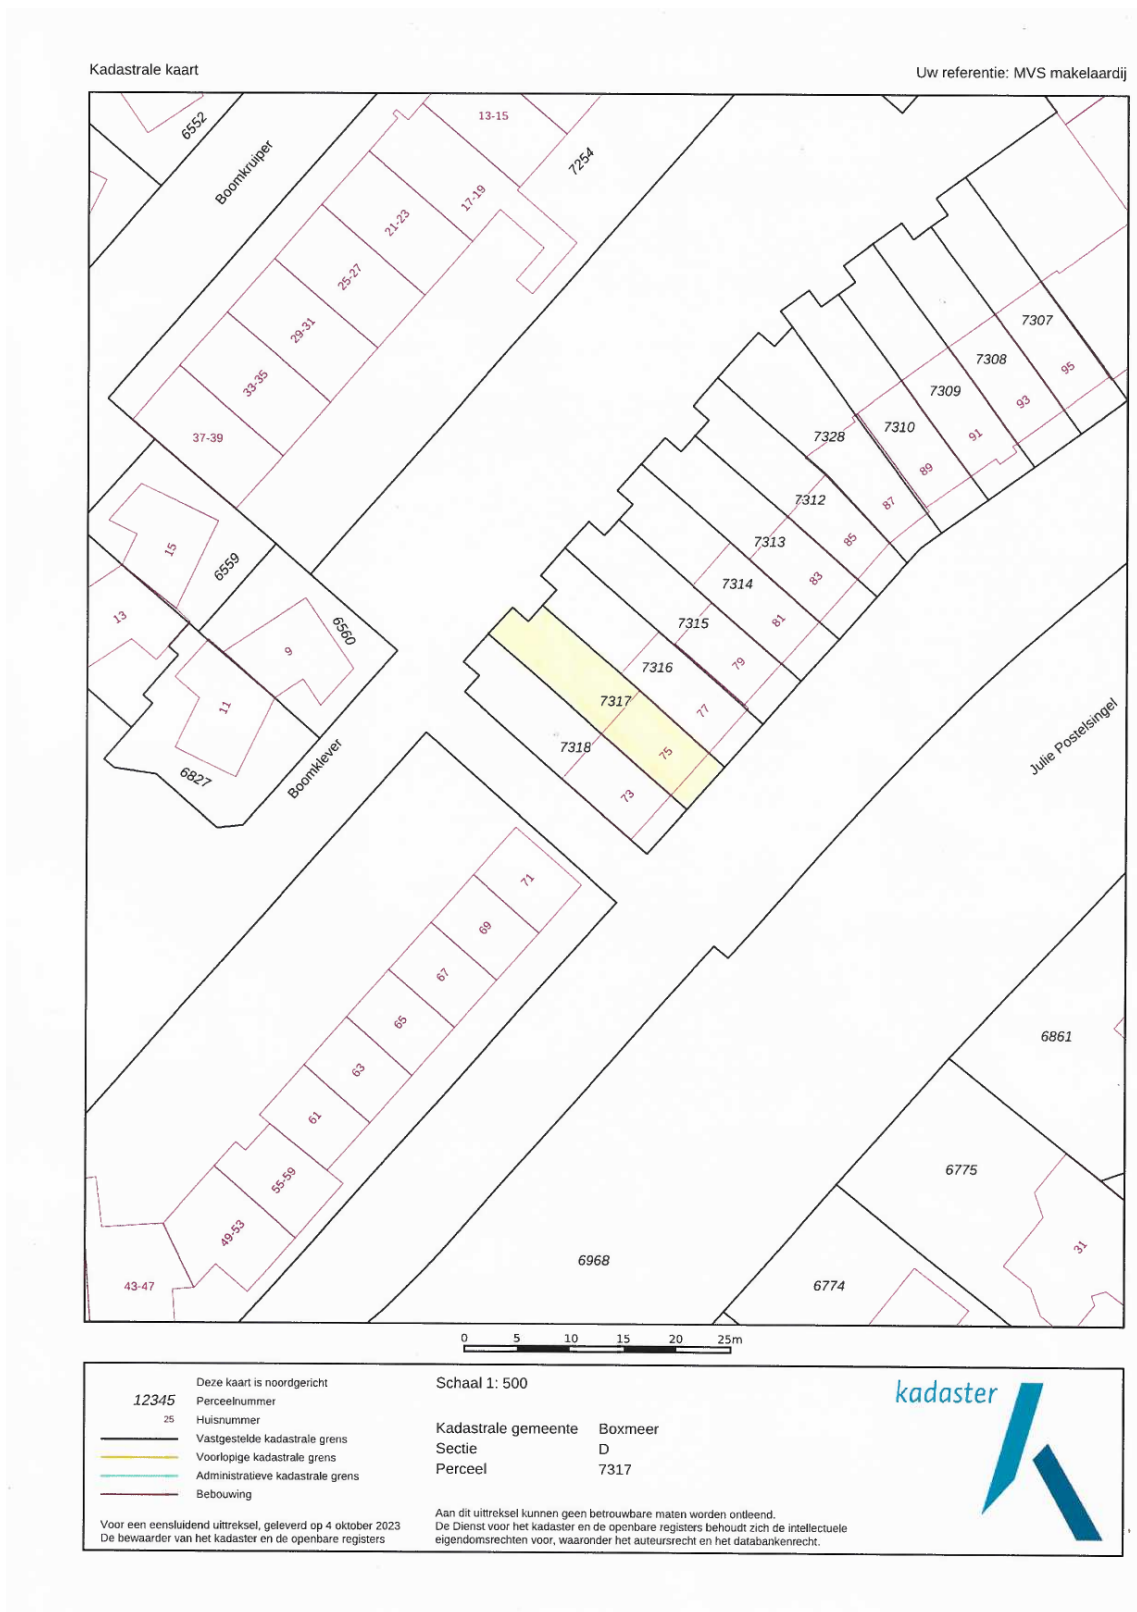 Kadastrale kaart
Uw referentie: MVS makelaardij
6552
Boomkruiper
13-15
7254
17-19
21-23
25-27
29-31
33-35
37-39
7307
95
7308
93
7309
91
7310
89
7328
87
7312
85
7313
83
7314
81
7315
79
7316
77
7317
75
7318
73
15
6559
13
9
6560
11
6827
Boomklever
Julie Postelsingel
71
69
67
65
63
61
55-59
49-53
43-47
6861
6775
31
6968
6774
0 5 10 15 20 25m
Deze kaart is noordgericht
12345 Perceelnummer
25 Huisnummer
Vastgestelde kadastrale grens
Voorlopige kadastrale grens
Administratieve kadastrale grens
Bebouwing
Voor een eensluidend uittreksel, geleverd op 4 oktober 2023
De bewaarder van het kadaster en de openbare registers
Schaal 1: 500
Kadastrale gemeente Boxmeer
Sectie D
Perceel 7317
Aan dit uittreksel kunnen geen betrouwbare maten worden ontleend.
De Dienst voor het kadaster en de openbare registers behoudt zich de intellectuele
eigendomsrechten voor, waaronder het auteursrecht en het databankenrecht.
kadaster